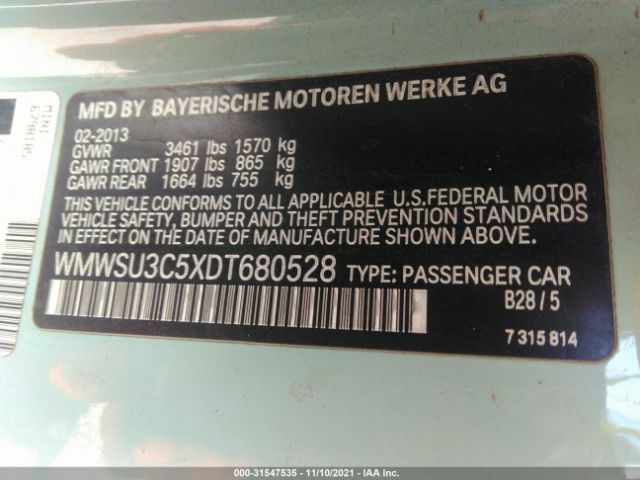 MFD BY BAYERISCHE MOTOREN WERKE AG
02-2013
GVWR 3461 lbs 1570 kg
GAWR FRONT 1907 lbs 865 kg
GAWR REAR 1664 lbs 755 kg
THIS VEHICLE CONFORMS TO ALL APPLICABLE U.S.FEDERAL MOTOR
VEHICLE SAFETY, BUMPER AND THEFT PREVENTION STANDARDS
IN EFFECT ON THE DATE OF MANUFACTURE SHOWN ABOVE.
WMWSU3C5XDT680528 TYPE: PASSENGER CAR
B28/5
7 315 814
MINI
6790185
000-31547535 - 11/10/2021 - IAA Inc.